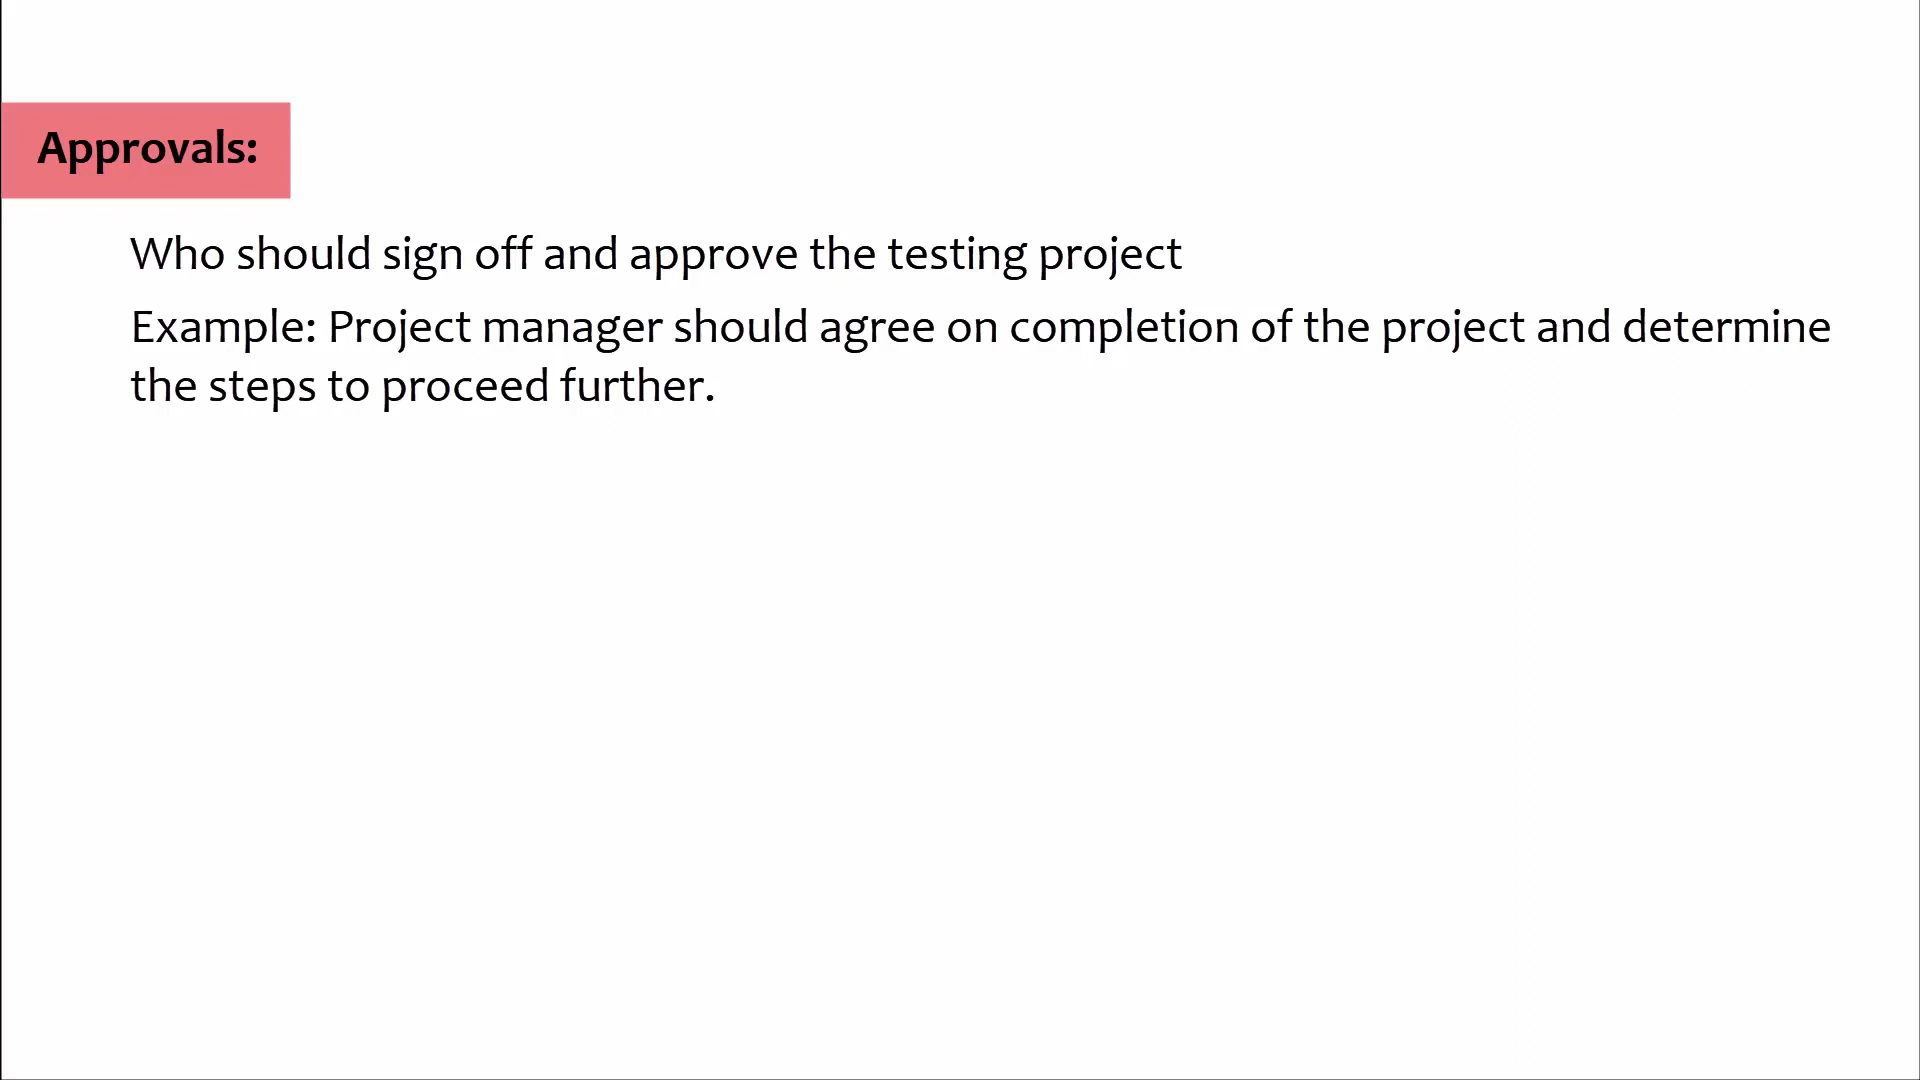 Approvals:
Who should sign off and approve the testing project
Example: Project manager should agree on completion of the project and determine
the steps to proceed further.